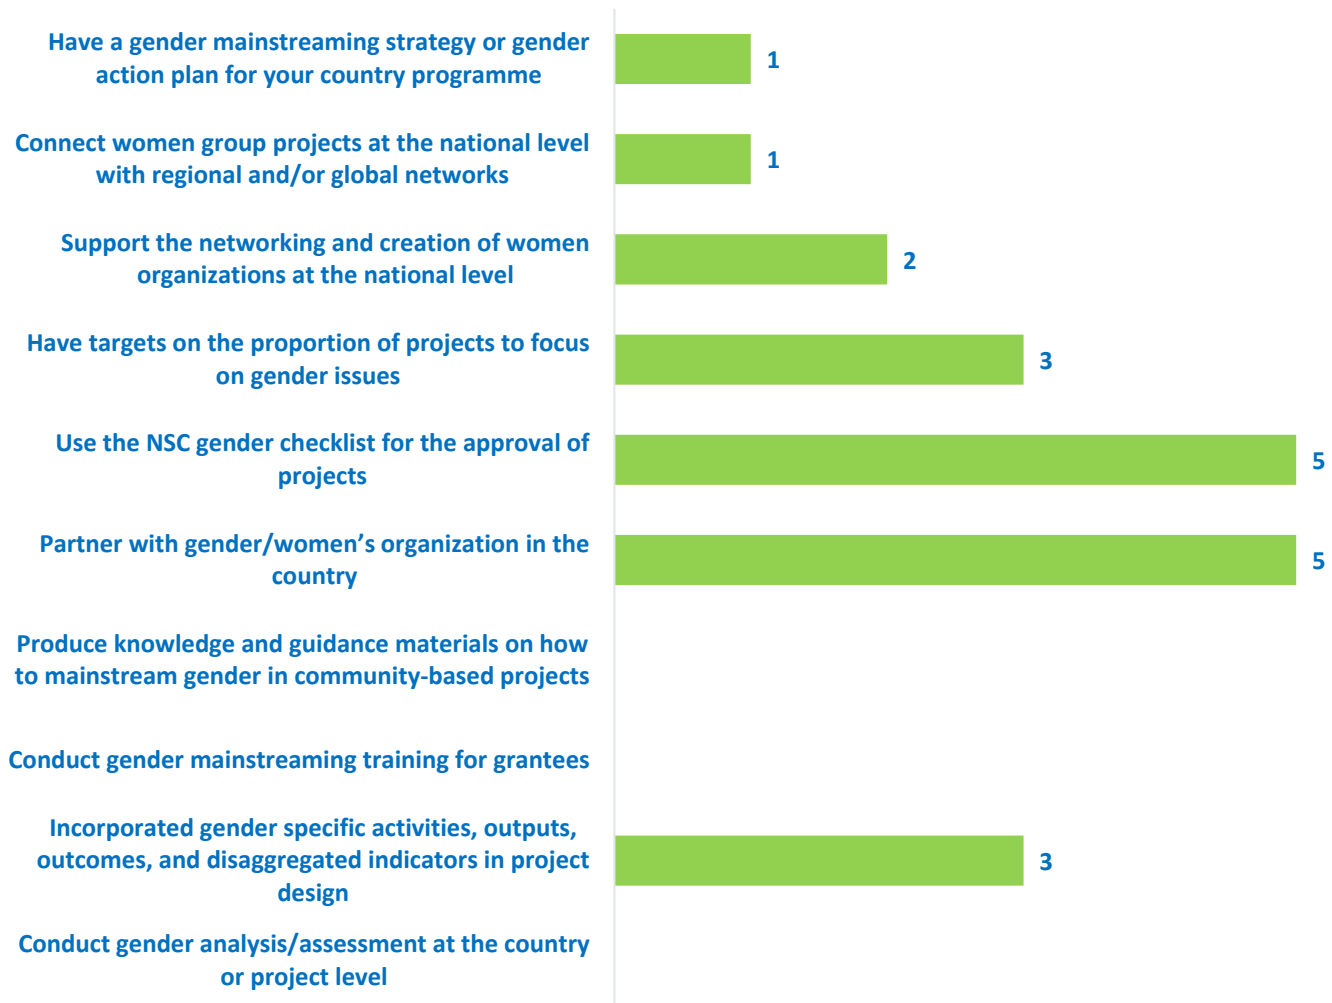 Have a gender mainstreaming strategy or gender
action plan for your country programme
1
Connect women group projects at the national level
with regional and/or global networks
1
Support the networking and creation of women
organizations at the national level
2
Have targets on the proportion of projects to focus
on gender issues
3
Use the NSC gender checklist for the approval of
projects
5
Partner with gender/women’s organization in the
country
5
Produce knowledge and guidance materials on how
to mainstream gender in community-based projects
Conduct gender mainstreaming training for grantees
Incorporated gender specific activities, outputs,
outcomes, and disaggregated indicators in project
design
3
Conduct gender analysis/assessment at the country
or project level